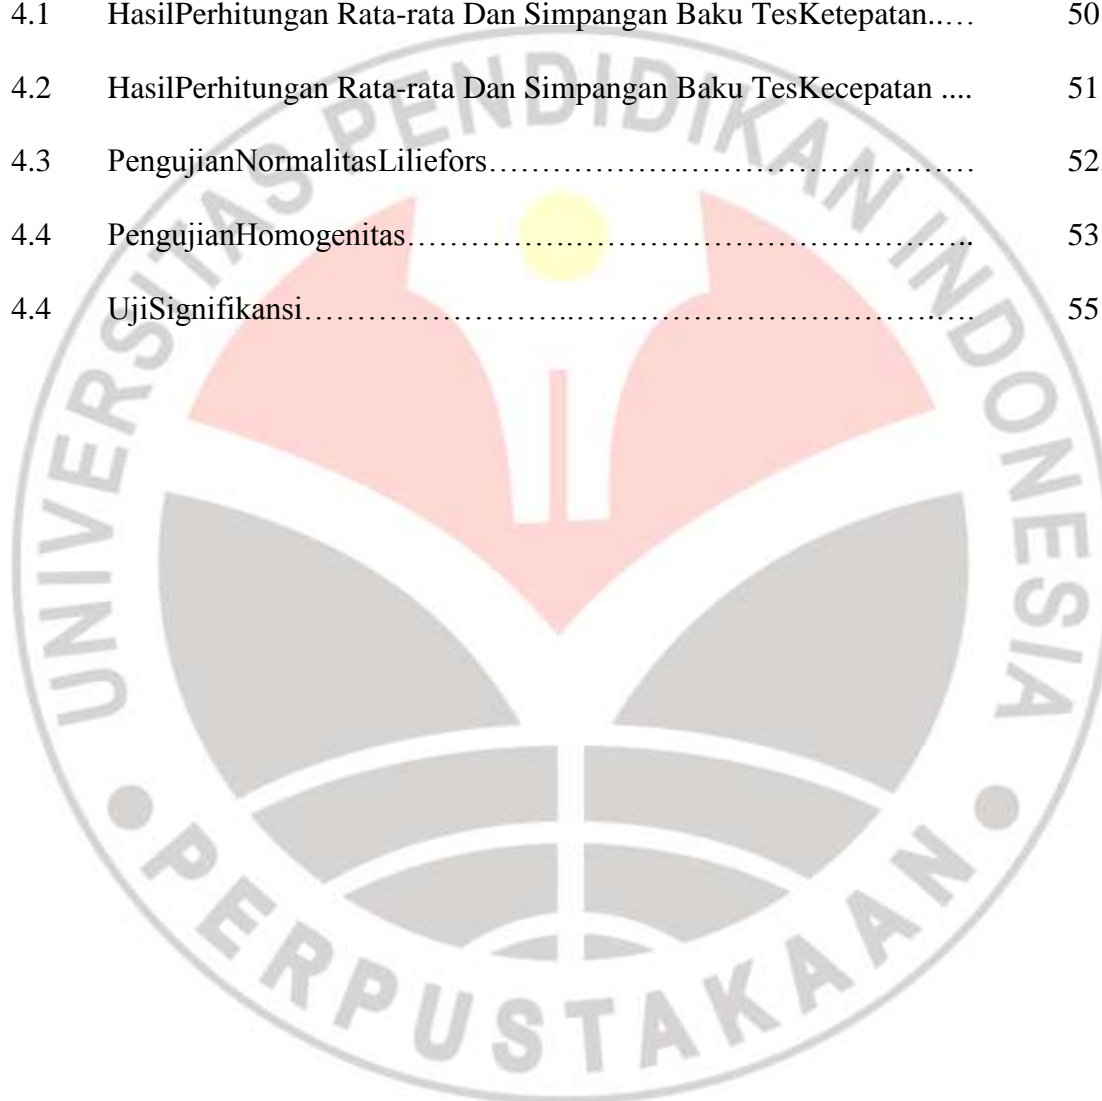 4.1 HasilPerhitungan Rata-rata Dan Simpangan Baku TesKetepatan..… 50
4.2 HasilPerhitungan Rata-rata Dan Simpangan Baku TesKecepatan .... 51
4.3 PengujianNormalitasLiliefors…………………………………….…… 52
4.4 PengujianHomogenitas…………………………………………….. 53
4.4 UjiSignifikansi……………………..…………………………….…. 55
UNIVERSITAS PENDIDIKAN INDONESIA
PERPUSTAKAAN